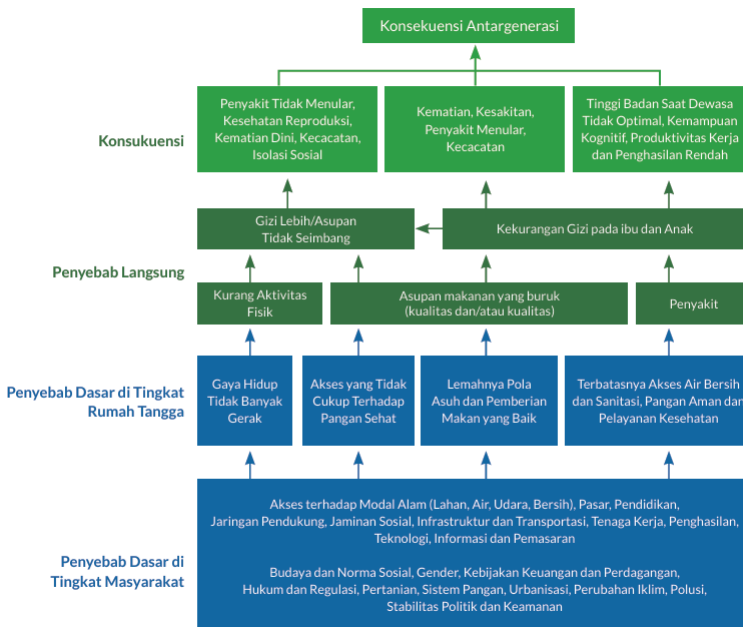 Konsekuensi Antargenerasi
Konsukuensi
Penyakit Tidak Menular,
Kesehatan Reproduksi,
Kematian Dini, Kecacatan,
Isolasi Sosial
Kematian, Kesakitan,
Penyakit Menular,
Kecacatan
Tinggi Badan Saat Dewasa
Tidak Optimal, Kemampuan
Kognitif, Produktivitas Kerja
dan Penghasilan Rendah
Penyebab Langsung
Gizi Lebih/Asupan
Tidak Seimbang
Kekurangan Gizi pada ibu dan Anak
Kurang Aktivitas
Fisik
Asupan makanan yang buruk
(kualitas dan/atau kualitas)
Penyakit
Penyebab Dasar di Tingkat
Rumah Tangga
Gaya Hidup
Tidak Banyak
Gerak
Akses yang Tidak
Cukup Terhadap
Pangan Sehat
Lemahnya Pola
Asuh dan Pemberian
Makan yang Baik
Terbatasnya Akses Air Bersih
dan Sanitasi, Pangan Aman dan
Pelayanan Kesehatan
Penyebab Dasar di
Tingkat Masyarakat
Akses terhadap Modal Alam (Lahan, Air, Udara, Bersih), Pasar, Pendidikan,
Jaringan Pendukung, Jaminan Sosial, Infrastruktur dan Transportasi, Tenaga Kerja, Penghasilan,
Teknologi, Informasi dan Pemasaran
Budaya dan Norma Sosial, Gender, Kebijakan Keuangan dan Perdagangan,
Hukum dan Regulasi, Pertanian, Sistem Pangan, Urbanisasi, Perubahan Iklim, Polusi,
Stabilitas Politik dan Keamanan